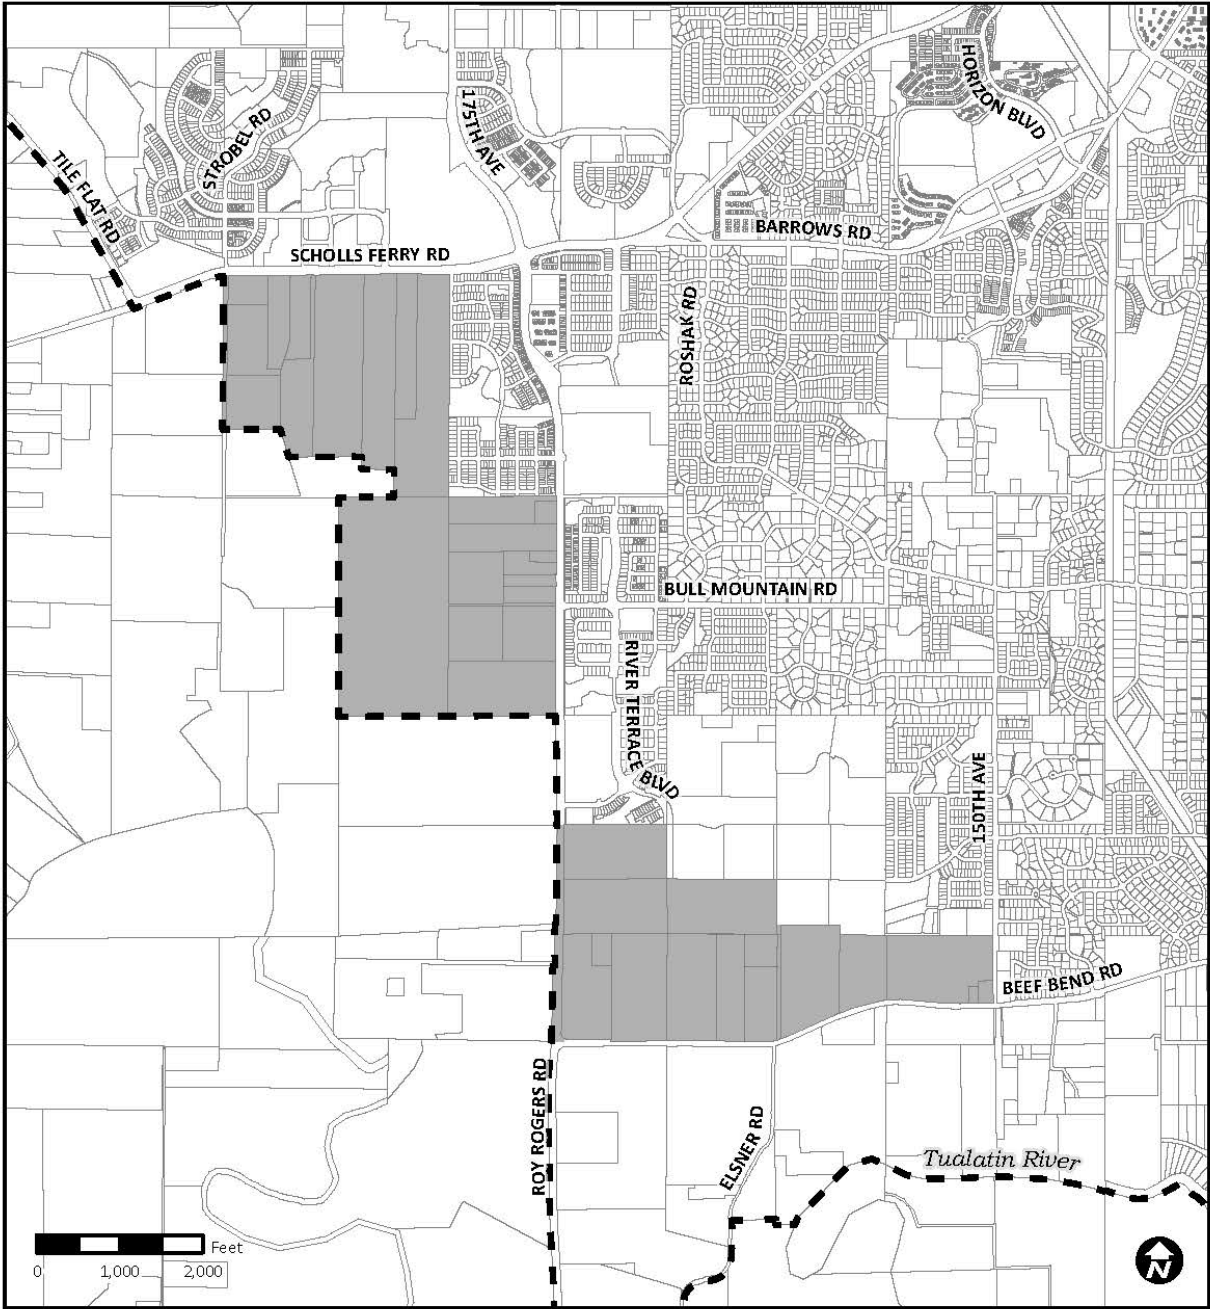 HORIZON BLVD
175TH AVE
STROBEL RD
TILE FLAT RD
BARROWS RD
SCHOLLS FERRY RD
ROSHAK RD
BULL MOUNTAIN RD
RIVER TERRACE BLVD
150TH AVE
BEEF BEND RD
ROY ROGERS RD
ELSNER RD
Tualatin River
Feet
0 1,000 2,000
N